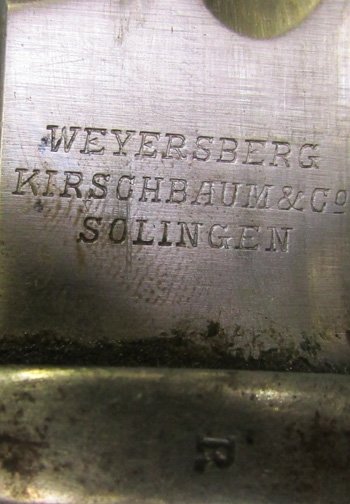 WEYERSBERG
KIRSCHBAUM & Cº
SOLINGEN
R